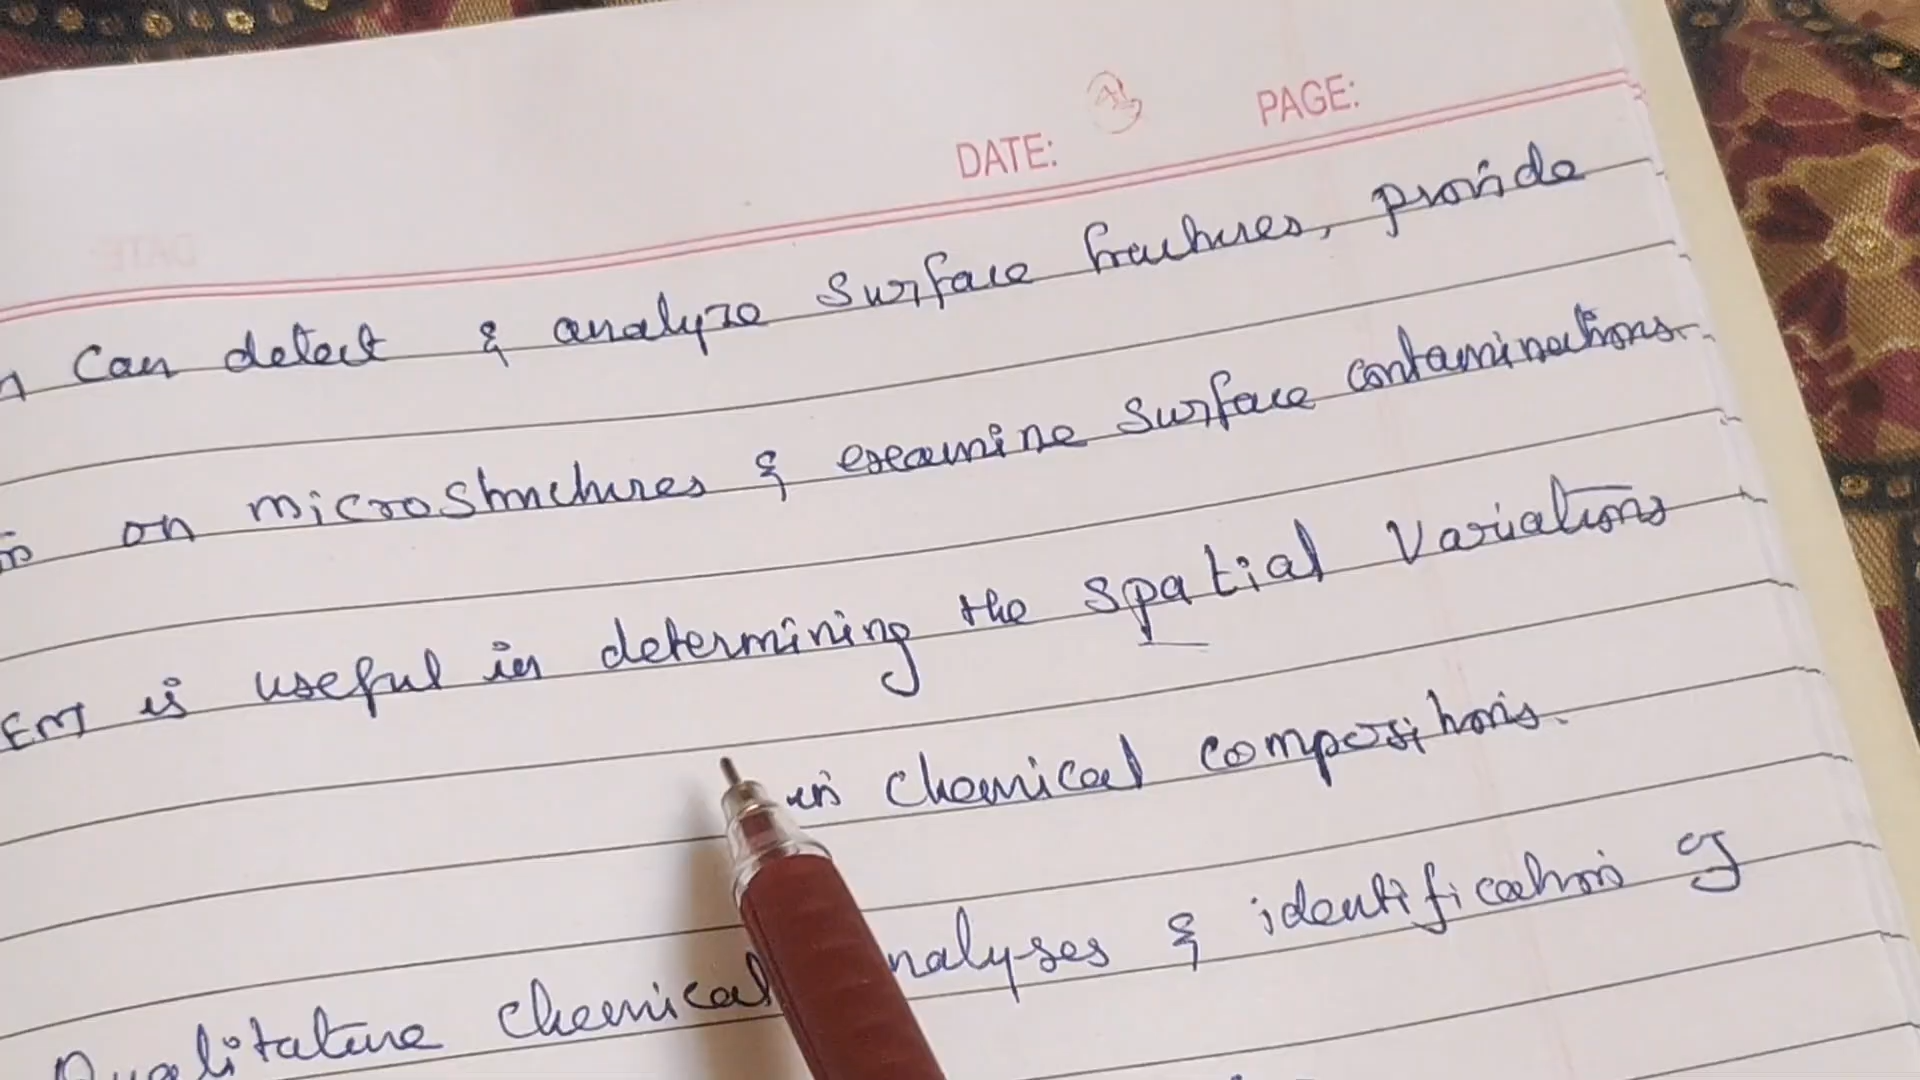 DATE: PAGE:
can detect & analyze surface fractures, provide
on microstructures & examine surface contaminations.
EM is useful in determining the spatial variations
in chemical compositions.
Qualitative chemical nalyses & identification of